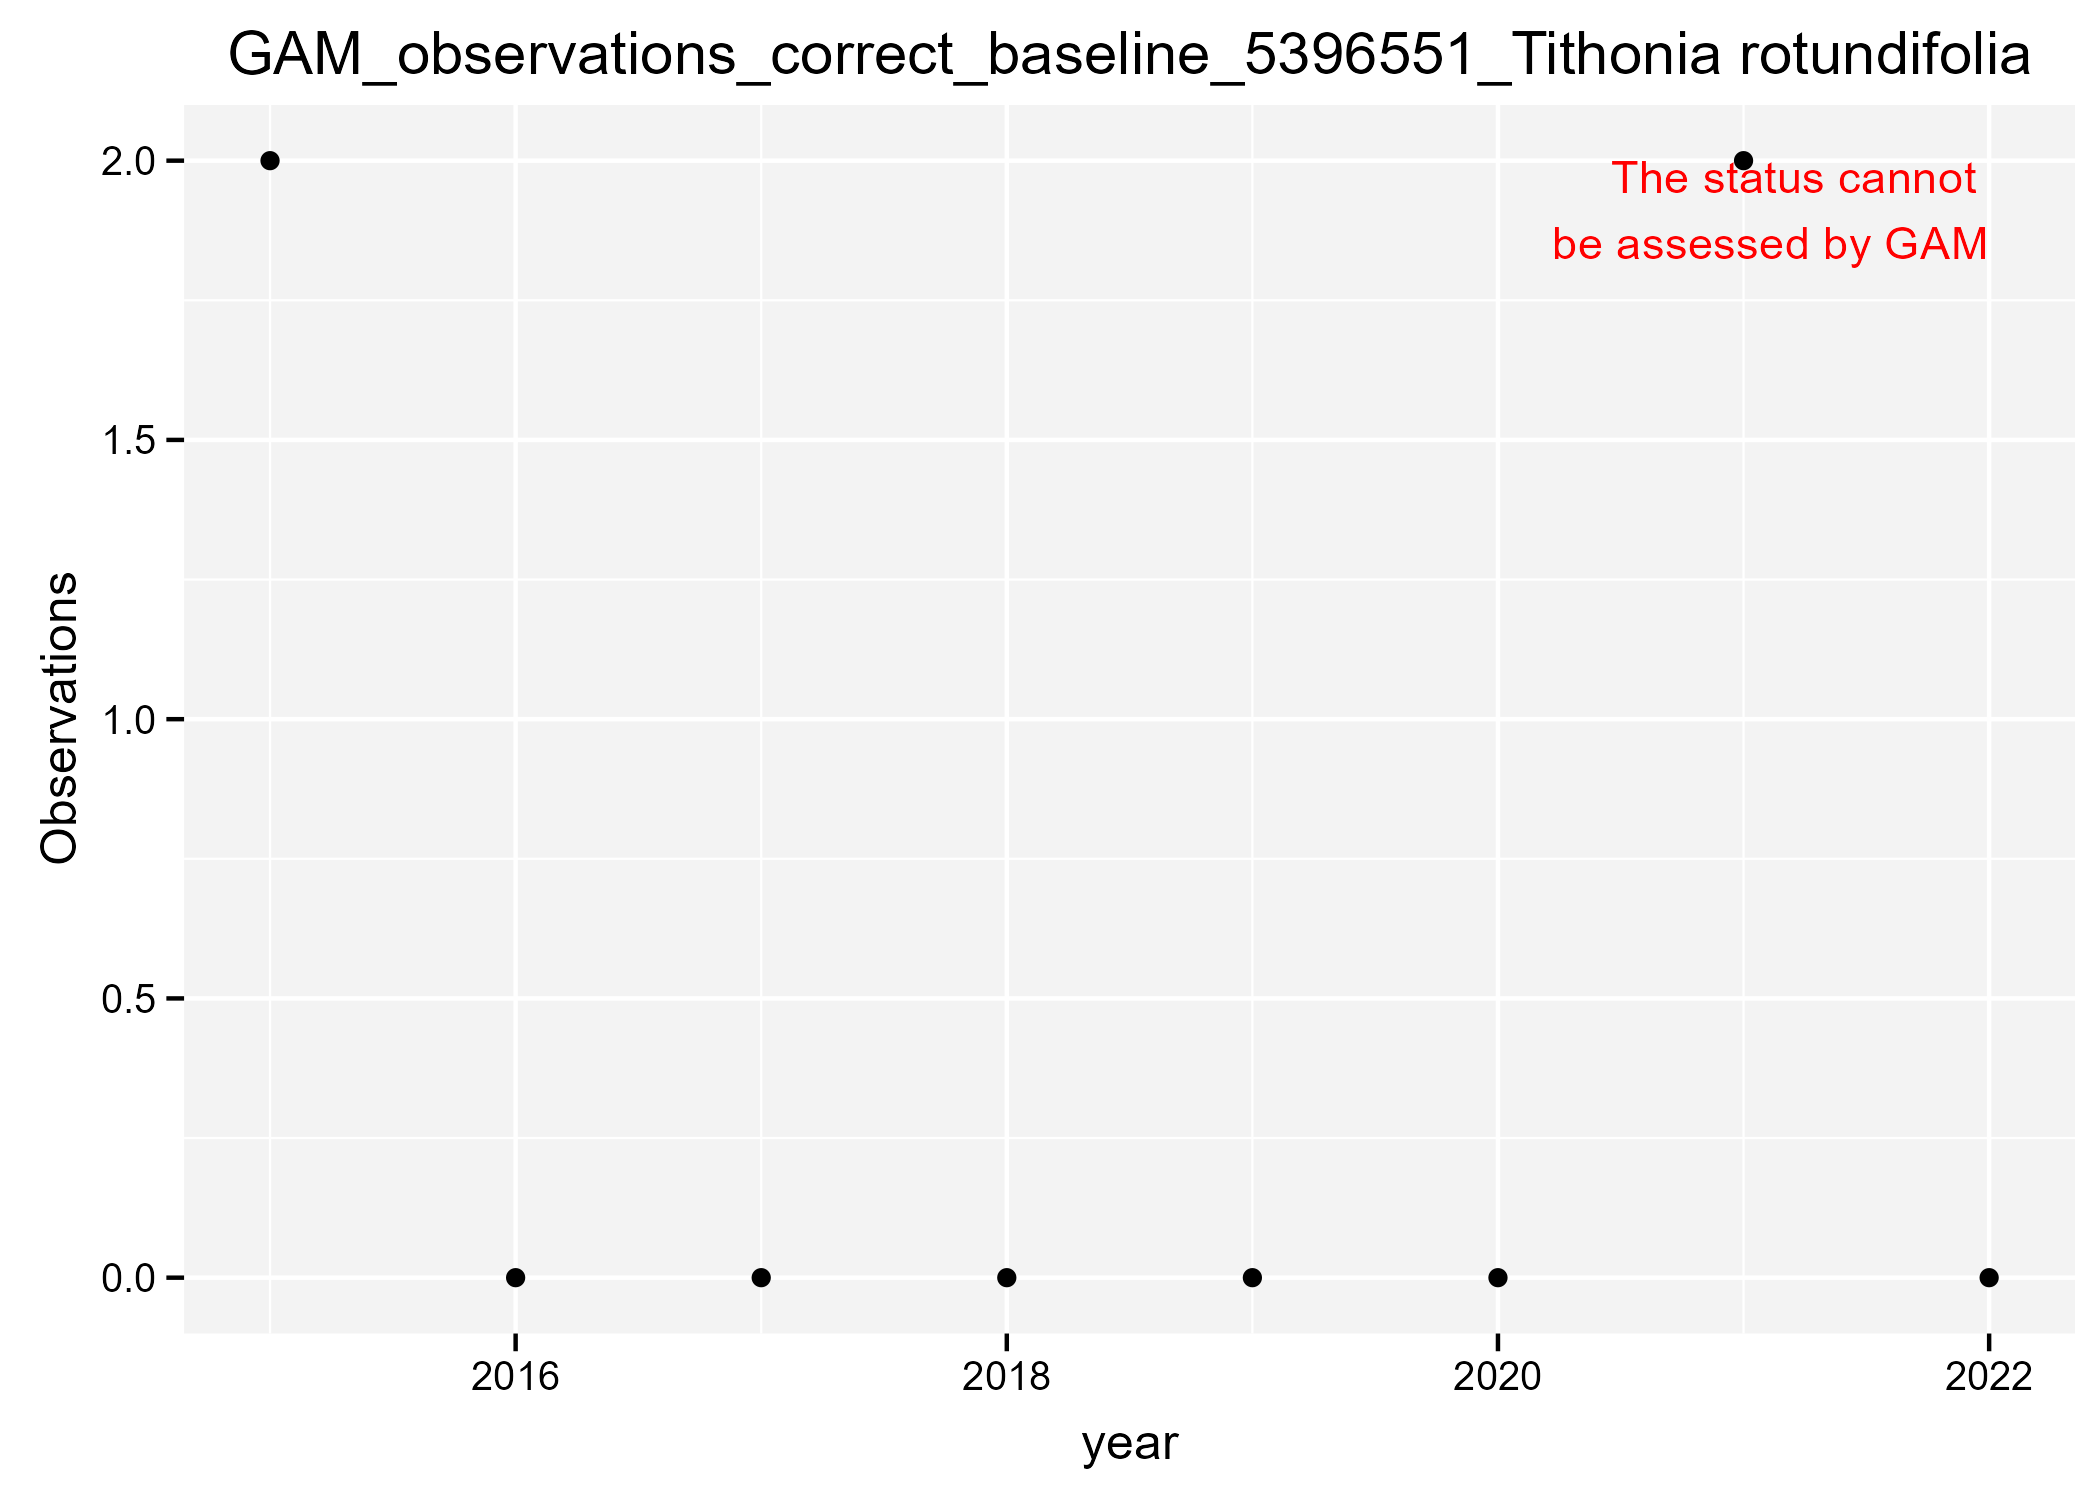 GAM_observations_correct_baseline_5396551_Tithonia rotundifolia
2.0
The status cannot
be assessed by GAM
1.5
1.0
0.5
0.0
Observations
2016 2018 2020 2022
year